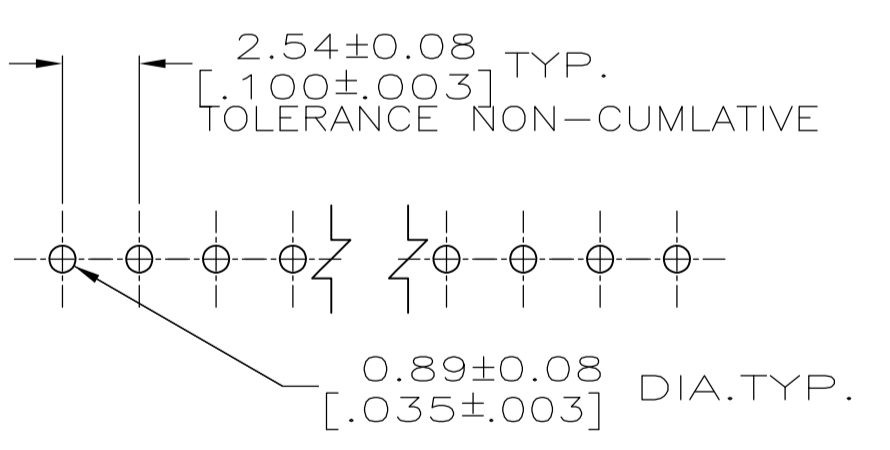 2.54±0.08 TYP.
[.100±.003]
TOLERANCE NON-CUMLATIVE
0.89±0.08 DIA.TYP.
[.035±.003]